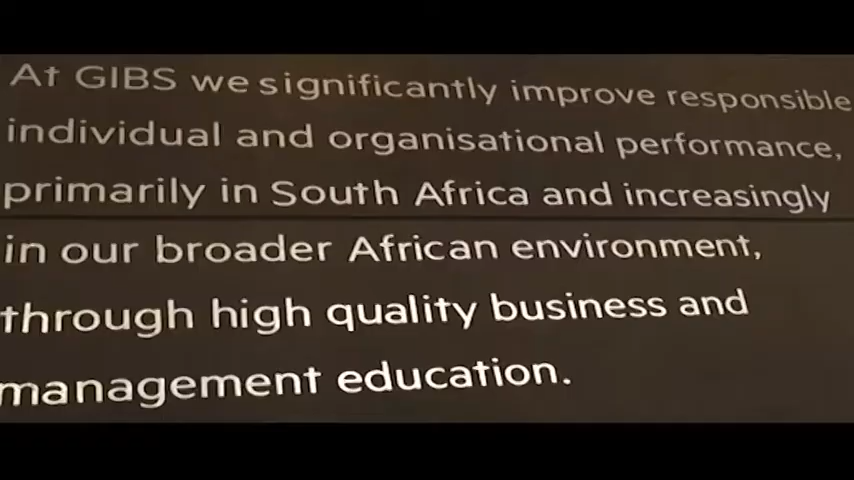 At GIBS we significantly improve responsible
individual and organisational performance,
primarily in South Africa and increasingly
in our broader African environment,
through high quality business and
management education.